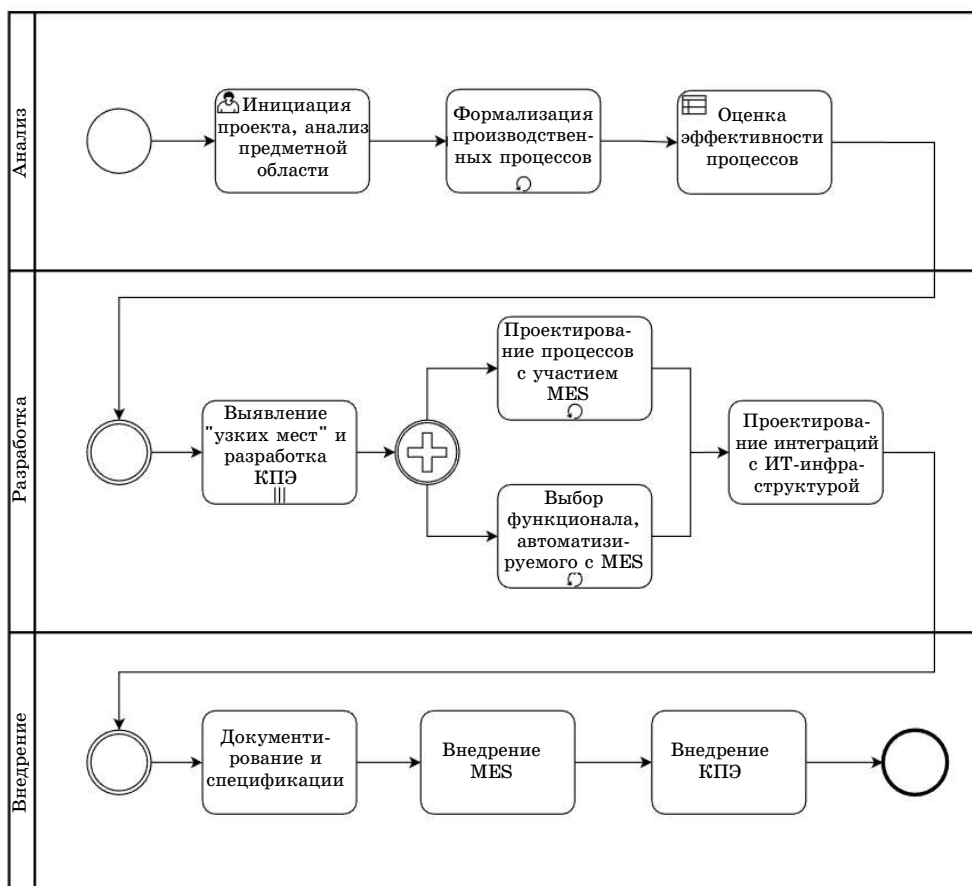 Анализ
Инициация
проекта, анализ
предметной
области
Формализация
производствен-
ных процессов
Оценка
эффективности
процессов
Разработка
Выявление
"узких мест" и
разработка
КПЭ
Проектирова-
ние процессов
с участием
MES
Выбор
функционала,
автоматизи-
руемого с MES
Проектирова-
ние интеграций
с ИТ-инфра-
структурой
Внедрение
Документи-
рование и
спецификации
Внедрение
MES
Внедрение
КПЭ